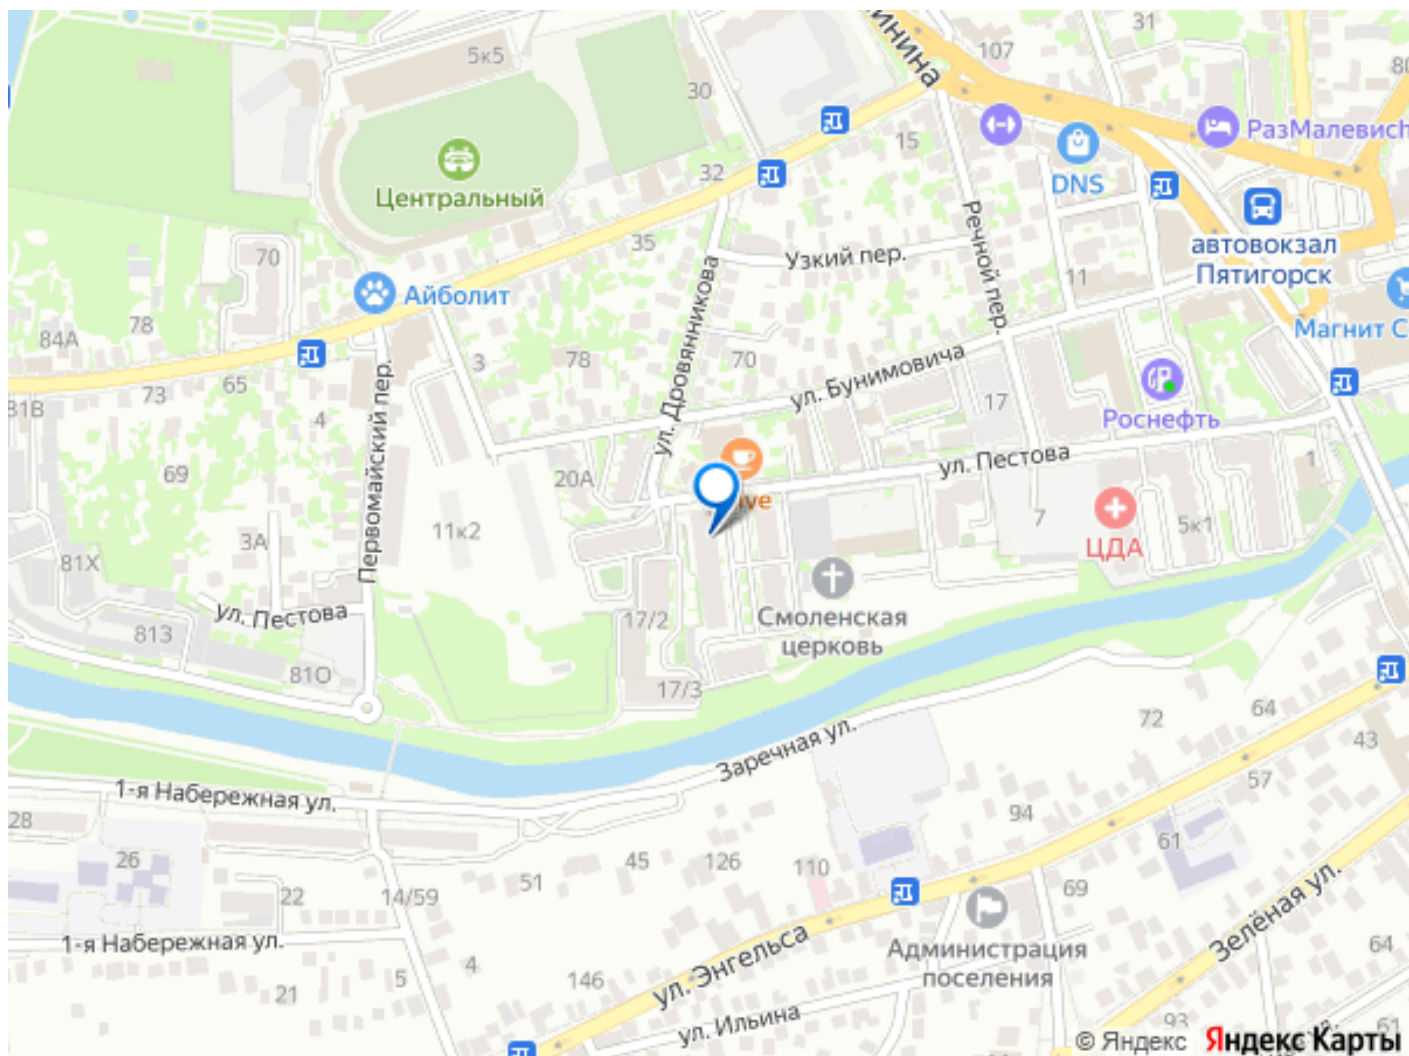 5к5
107
31
80
30
15
РазМалевич
DNS
32
Центральный
35
Узкий пер.
Речной пер.
автовокзал
Пятигорск
70
Айболит
11
78
84А
Магнит С
3
78
70
ул. Дровянникова
ул. Бунимовича
65
73
81В
4
Первомайский пер.
17
Роснефть
69
20А
ул. Пестова
1
11к2
7
5к1
ЦДА
3А
81Х
Смоленская
церковь
ул. Пестова
813
17/2
81О
17/3
72
64
43
Заречная ул.
1-я Набережная ул.
57
28
94
61
26
45
126
110
51
22
14/59
69
Зелёная ул.
1-я Набережная ул.
Администрация
поселения
64
4
146
5
21
ул. Энгельса
ул. Ильина
93
61
© Яндекс Яндекс Карты